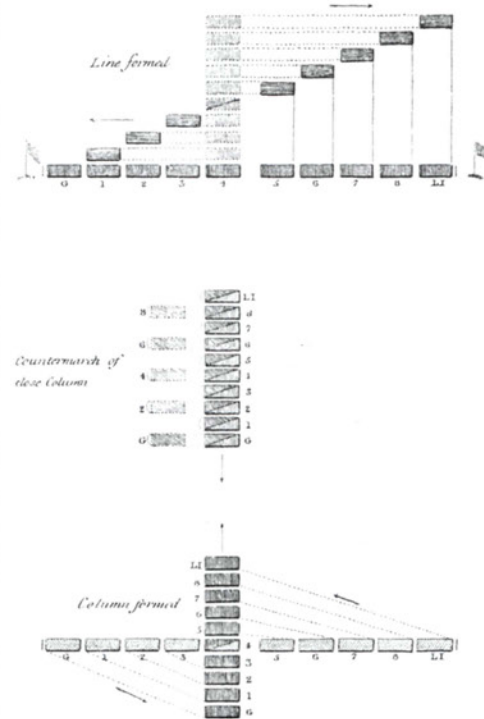 Line formed
G 1 2 3 4 5 6 7 8 LI
LI
8 8
7
6 6
5
4 4
3
2 2
1
G G
Countermarch of
close Column
LI
8
7
6
5
Column formed
G 1 2 3 4 5 6 7 8 LI
3
2
1
G